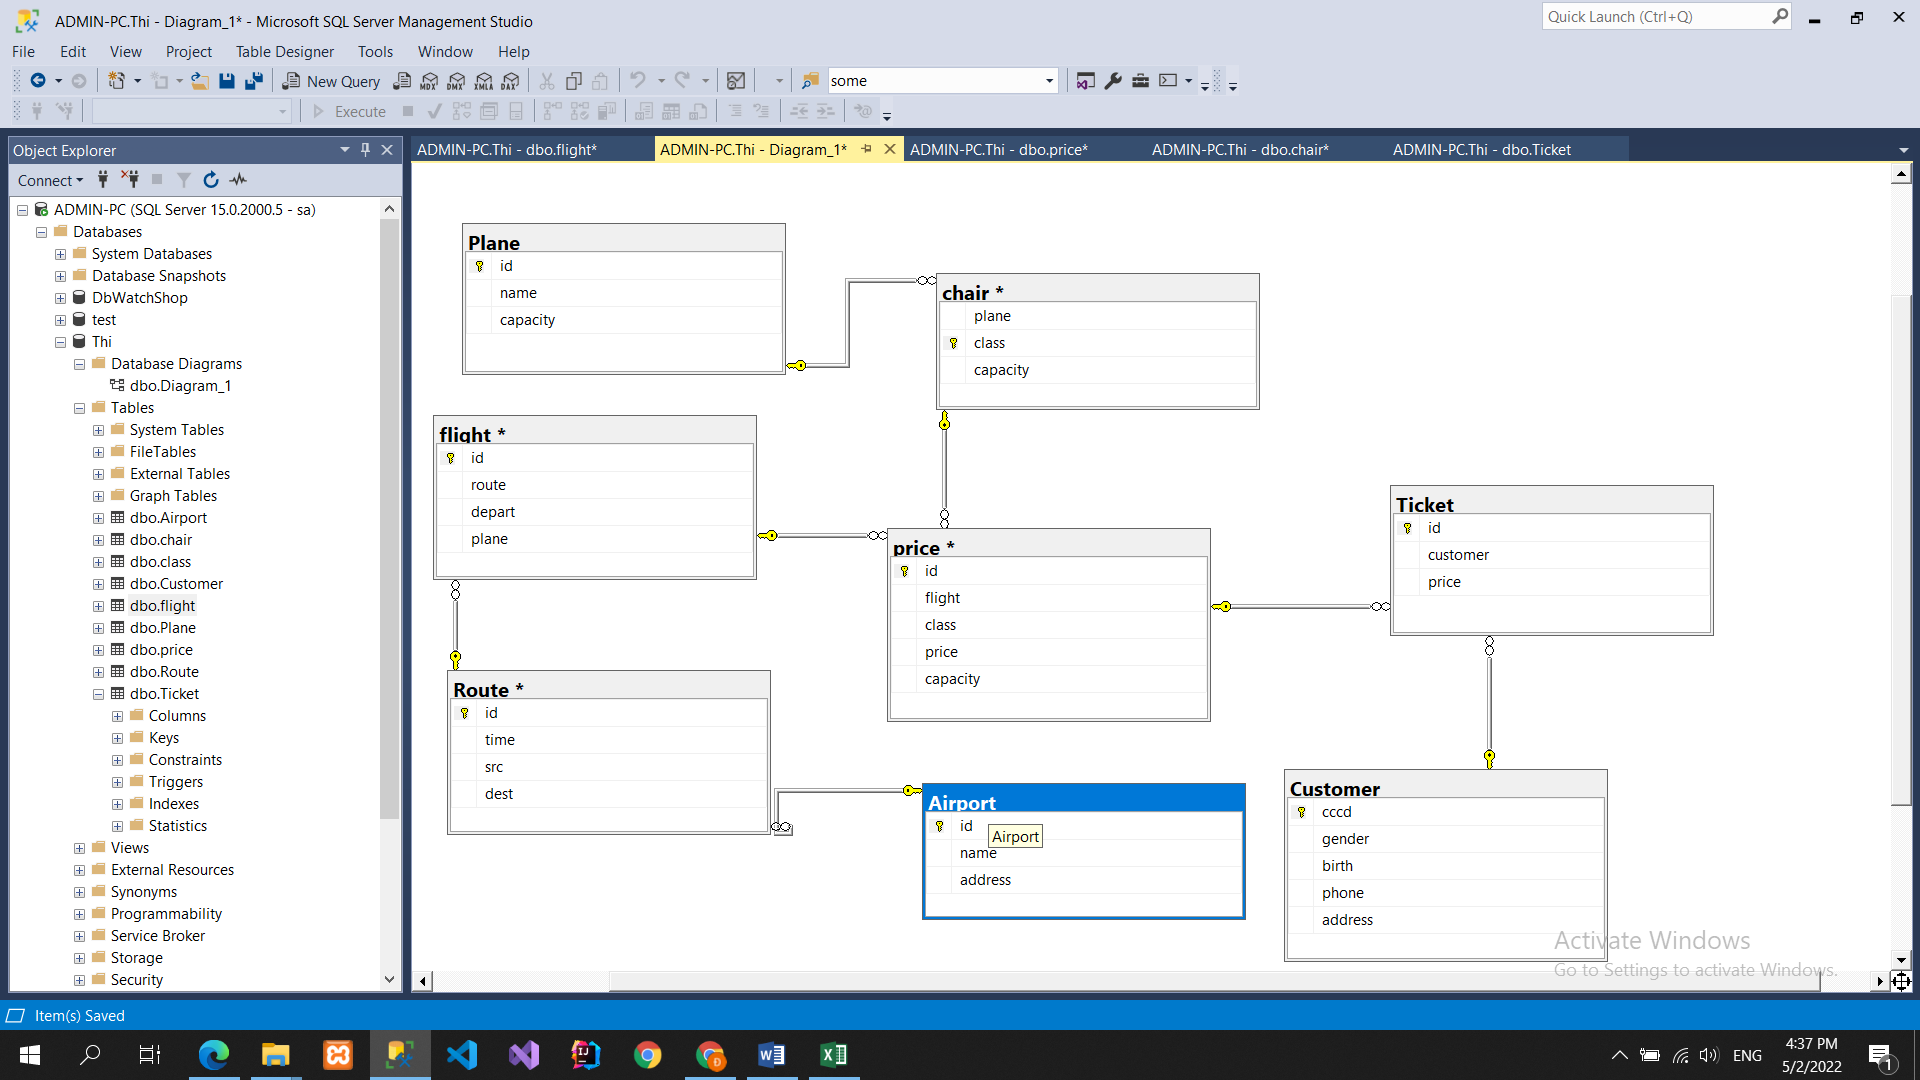 ADMIN-PC.Thi - Diagram_1* - Microsoft SQL Server Management Studio
Quick Launch (Ctrl+Q)
File Edit View Project Table Designer Tools Window Help
New Query MDX DMX XMLA DAX some
Execute
Object Explorer
ADMIN-PC.Thi - dbo.flight* ADMIN-PC.Thi - Diagram_1* ADMIN-PC.Thi - dbo.price* ADMIN-PC.Thi - dbo.chair* ADMIN-PC.Thi - dbo.Ticket
Connect
ADMIN-PC (SQL Server 15.0.2000.5 - sa)
Databases
System Databases
Database Snapshots
DbWatchShop
test
Thi
Database Diagrams
dbo.Diagram_1
Tables
System Tables
FileTables
External Tables
Graph Tables
dbo.Airport
dbo.chair
dbo.class
dbo.Customer
dbo.flight
dbo.Plane
dbo.price
dbo.Route
dbo.Ticket
Columns
Keys
Constraints
Triggers
Indexes
Statistics
Views
External Resources
Synonyms
Programmability
Service Broker
Storage
Security
Plane
id
name
capacity
chair *
plane
class
capacity
flight *
id
route
depart
plane
price *
id
flight
class
price
capacity
Ticket
id
customer
price
Route *
id
time
src
dest
Airport
id
name
address
Airport
Customer
cccd
gender
birth
phone
address
Activate Windows
Go to Settings to activate Windows.
Item(s) Saved
ENG
4:37 PM
5/2/2022
1